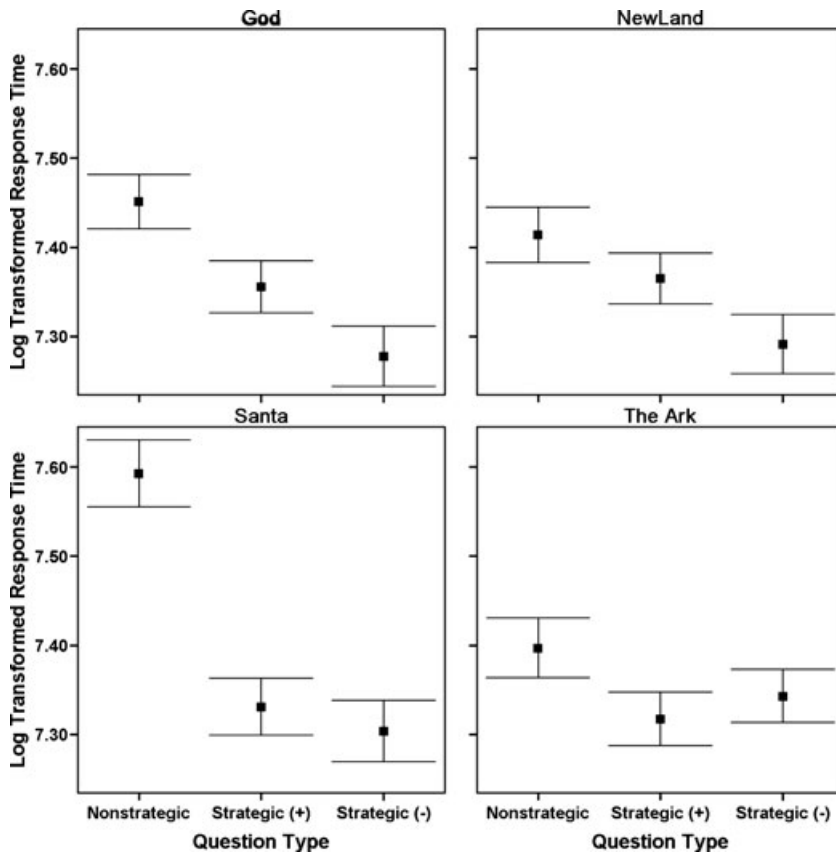 God
NewLand
Log Transformed Response Time
7.60
7.50
7.40
7.30
Santa
The Ark
Log Transformed Response Time
7.60
7.50
7.40
7.30
Nonstrategic Strategic (+) Strategic (-)
Nonstrategic Strategic (+) Strategic (-)
Question Type
Question Type